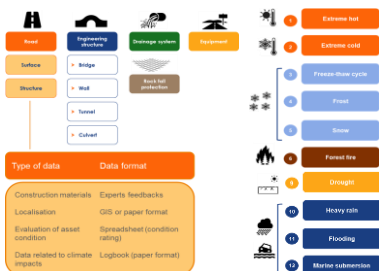 Road
Engineering structure
Drainage system
Equipment
Surface
Structure
Bridge
Wall
Tunnel
Culvert
Rock fall protection
Type of data
Data format
Construction materials
Experts feedbacks
Localisation
GIS or paper format
Evaluation of asset condition
Spreadsheet (condition rating)
Data related to climate impacts
Logbook (paper format)
1 Extreme hot
2 Extreme cold
3 Freeze-thaw cycle
4 Frost
5 Snow
6 Forest fire
9 Drought
10 Heavy rain
11 Flooding
12 Marine submersion